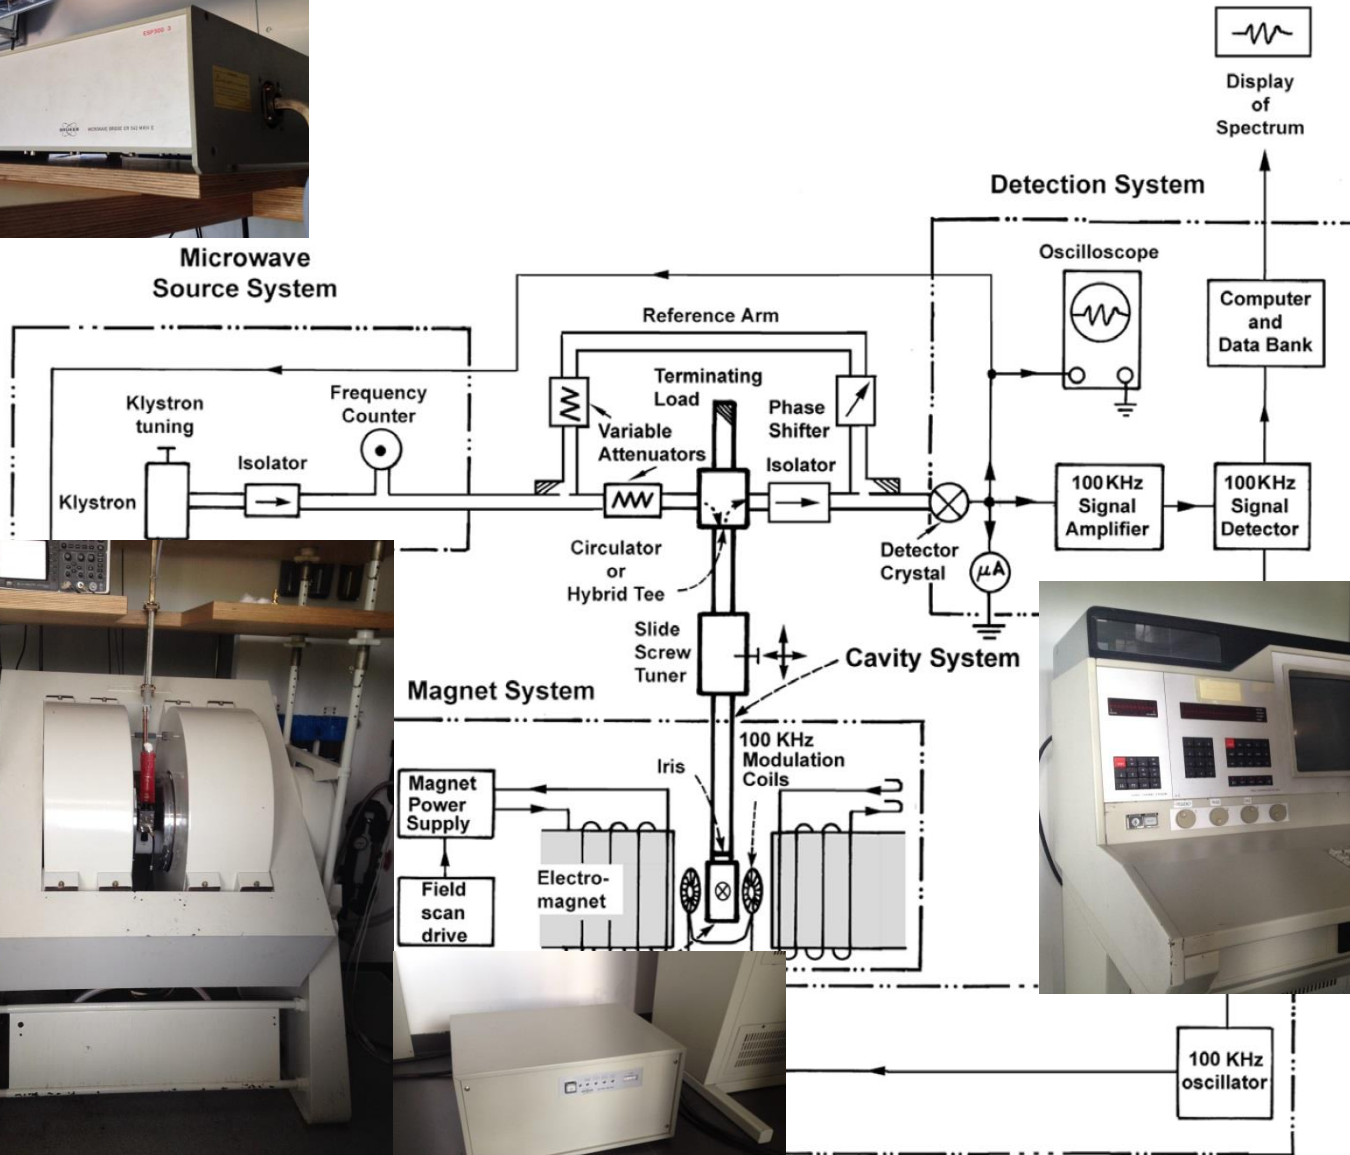 ESP300 3
BRUKER
Display
of
Spectrum
Detection System
Oscilloscope
Microwave
Source System
Computer
and
Data Bank
Reference Arm
Terminating
Load
Frequency
Counter
Klystron
tuning
Phase
Shifter
Variable
Attenuators
Isolator
Isolator
Klystron
100 KHz
Signal
Amplifier
100 KHz
Signal
Detector
Circulator
or
Hybrid Tee
Detector
Crystal
µA
Slide
Screw
Tuner
Cavity System
Magnet System
100 KHz
Modulation
Coils
Iris
Magnet
Power
Supply
Electro-
magnet
Field
scan
drive
100 KHz
oscillator